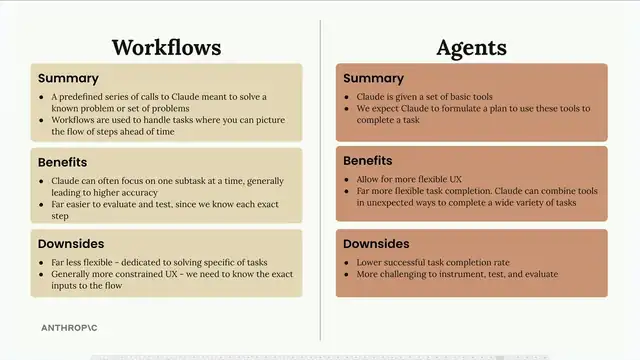 Workflows
Summary
● A predefined series of calls to Claude meant to solve a
known problem or set of problems
● Workflows are used to handle tasks where you can picture
the flow of steps ahead of time
Benefits
● Claude can often focus on one subtask at a time, generally
leading to higher accuracy
● Far easier to evaluate and test, since we know each exact
step
Downsides
● Far less flexible - dedicated to solving specific of tasks
● Generally more constrained UX - we need to know the exact
inputs to the flow
Agents
Summary
● Claude is given a set of basic tools
● We expect Claude to formulate a plan to use these tools to
complete a task
Benefits
● Allow for more flexible UX
● Far more flexible task completion. Claude can combine tools
in unexpected ways to complete a wide variety of tasks
Downsides
● Lower successful task completion rate
● More challenging to instrument, test, and evaluate
ANTHROP\C